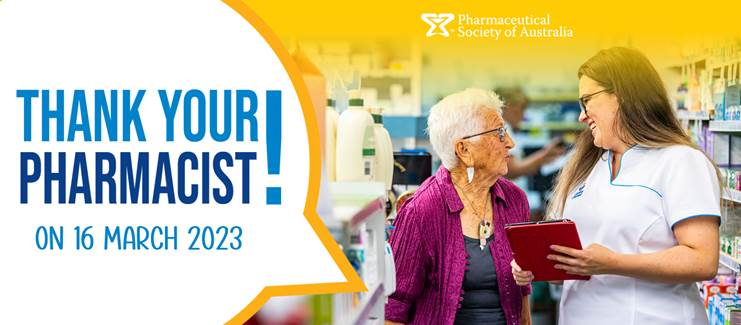 THANK YOUR
PHARMACIST!
ON 16 MARCH 2023
Pharmaceutical
Society of Australia